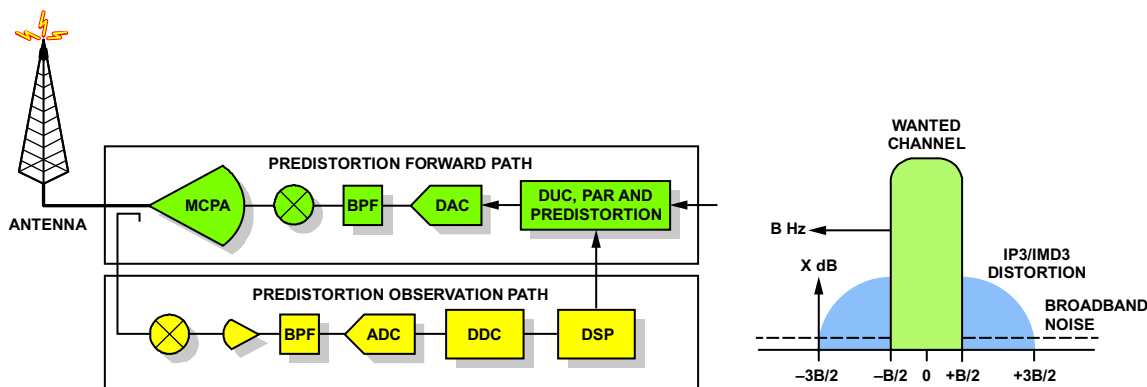 ANTENNA
PREDISTORTION FORWARD PATH
MCPA
BPF
DAC
DUC, PAR AND
PREDISTORTION
PREDISTORTION OBSERVATION PATH
BPF
ADC
DDC
DSP
WANTED
CHANNEL
B Hz
X dB
IP3/IMD3
DISTORTION
BROADBAND
NOISE
–3B/2
–B/2
0
+B/2
+3B/2